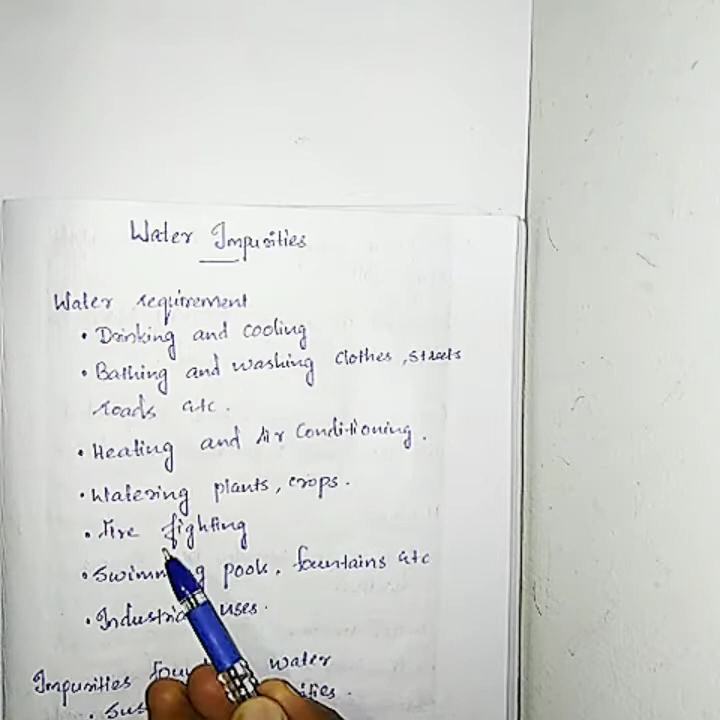 Water Impurities
Water requirement
• Drinking and cooling
• Bathing and washing clothes, streets
roads etc.
• Heating and Air Conditioning.
• Watering plants, crops.
• Fire fighting
• Swimming pools, fountains etc
• Industrial uses.
Impurities water
•